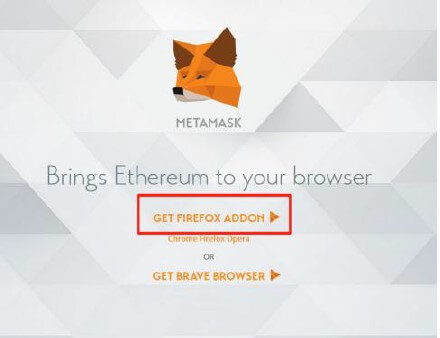 METAMASK
Brings Ethereum to your browser
GET FIREFOX ADDON
Chrome Firefox Opera
OR
GET BRAVE BROWSER